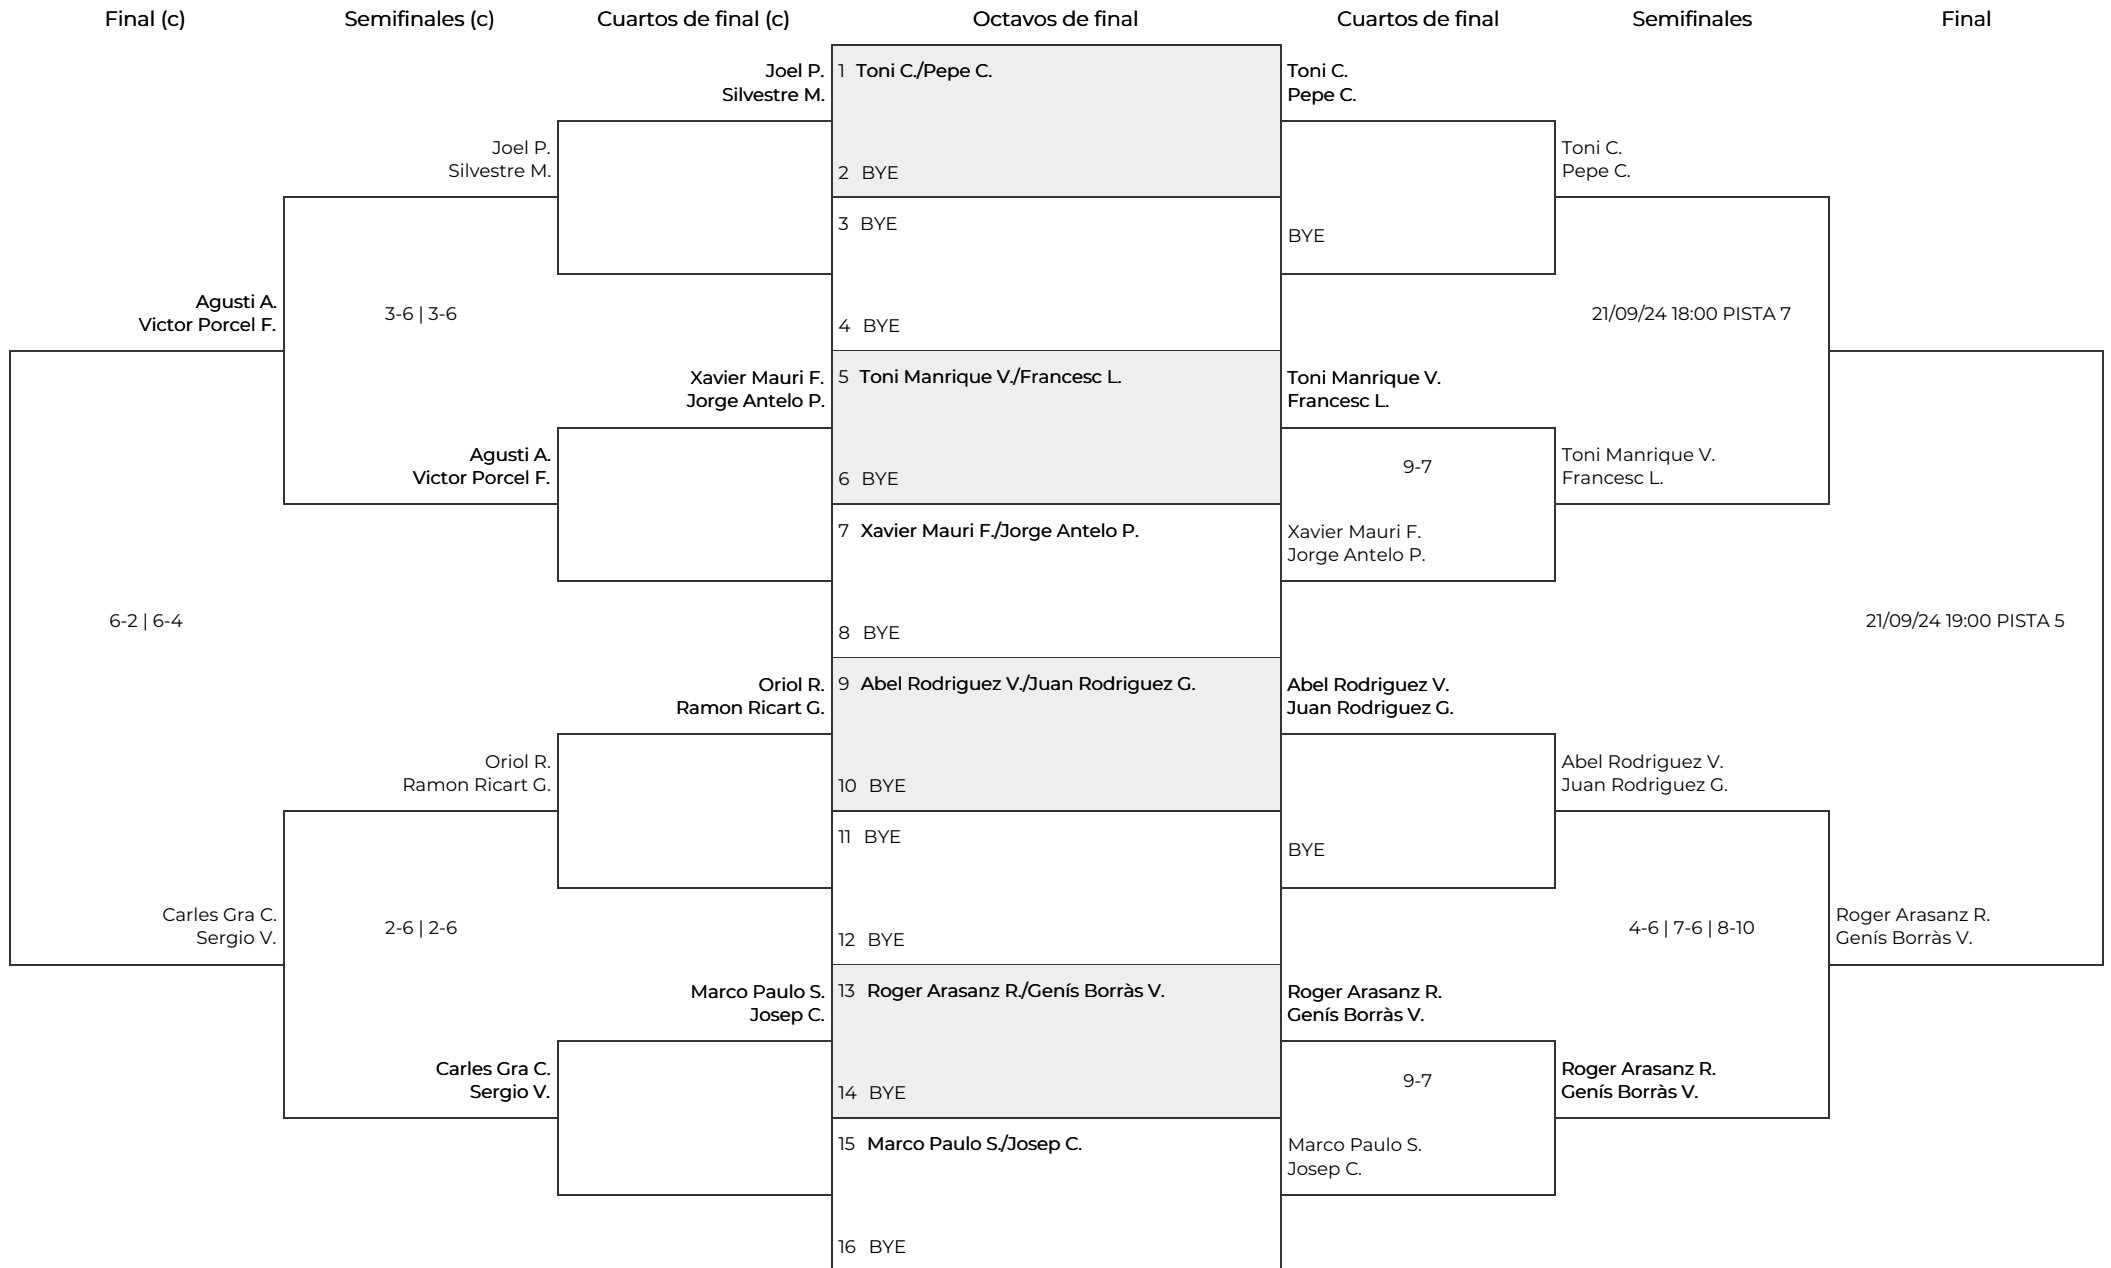 Final (c) Semifinales (c) Cuartos de final (c) Octavos de final Cuartos de final Semifinales Final
Joel P.
Silvestre M.
1 Toni C./Pepe C.
Toni C.
Pepe C.
Joel P.
Silvestre M.
2 BYE
Toni C.
Pepe C.
3 BYE
BYE
Agusti A.
Victor Porcel F.
3-6 | 3-6
4 BYE
21/09/24 18:00 PISTA 7
Xavier Mauri F.
Jorge Antelo P.
5 Toni Manrique V./Francesc L.
Toni Manrique V.
Francesc L.
Agusti A.
Victor Porcel F.
6 BYE
9-7
Toni Manrique V.
Francesc L.
7 Xavier Mauri F./Jorge Antelo P.
Xavier Mauri F.
Jorge Antelo P.
6-2 | 6-4
8 BYE
21/09/24 19:00 PISTA 5
Oriol R.
Ramon Ricart G.
9 Abel Rodriguez V./Juan Rodriguez G.
Abel Rodriguez V.
Juan Rodriguez G.
Oriol R.
Ramon Ricart G.
10 BYE
Abel Rodriguez V.
Juan Rodriguez G.
11 BYE
BYE
Carles Gra C.
Sergio V.
2-6 | 2-6
12 BYE
4-6 | 7-6 | 8-10
Roger Arasanz R.
Genís Borràs V.
Marco Paulo S.
Josep C.
13 Roger Arasanz R./Genís Borràs V.
Roger Arasanz R.
Genís Borràs V.
Carles Gra C.
Sergio V.
14 BYE
9-7
Roger Arasanz R.
Genís Borràs V.
15 Marco Paulo S./Josep C.
Marco Paulo S.
Josep C.
16 BYE